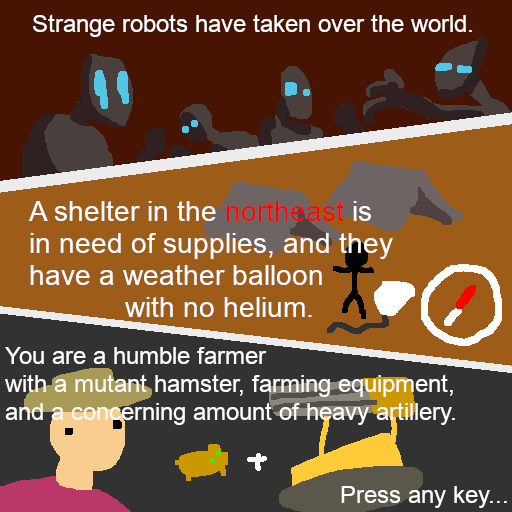 Strange robots have taken over the world.
A shelter in the northeast is
in need of supplies, and they
have a weather balloon
with no helium.
You are a humble farmer
with a mutant hamster, farming equipment,
and a concerning amount of heavy artillery.
Press any key...